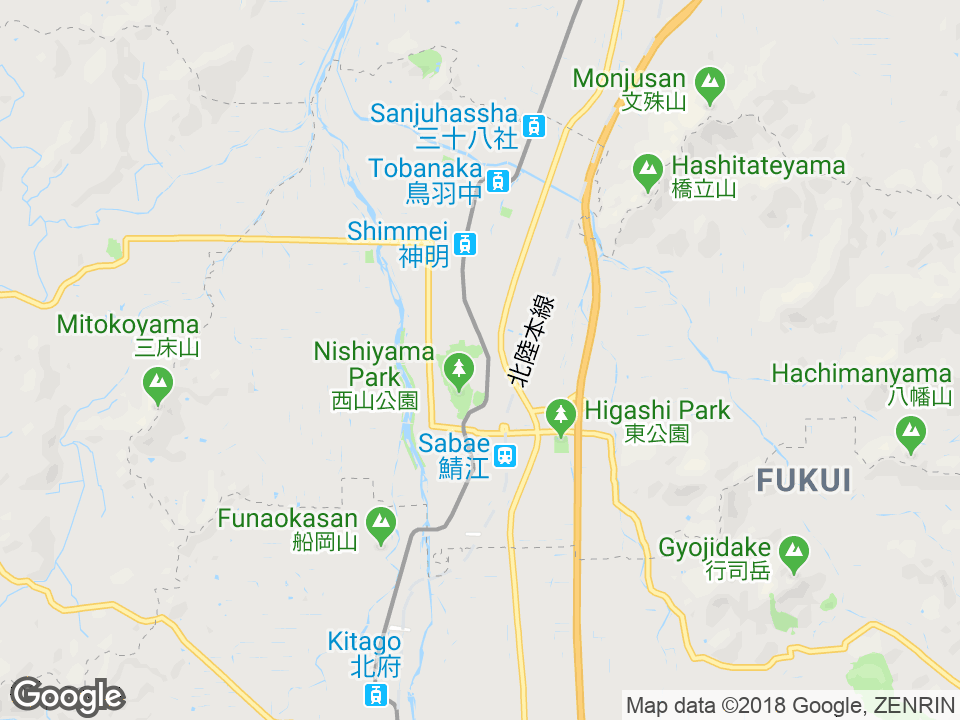 Monjusan
文殊山
Sanjuhassha
三十八社
Hashitateyama
橋立山
Tobanaka
鳥羽中
Shimmei
神明
北陸本線
Mitokoyama
三床山
Nishiyama
Park
西山公園
Hachimanyama
八幡山
Higashi Park
東公園
Sabae
鯖江
FUKUI
Funaokasan
船岡山
Gyojidake
行司岳
Kitago
北府
Google
Map data ©2018 Google, ZENRIN